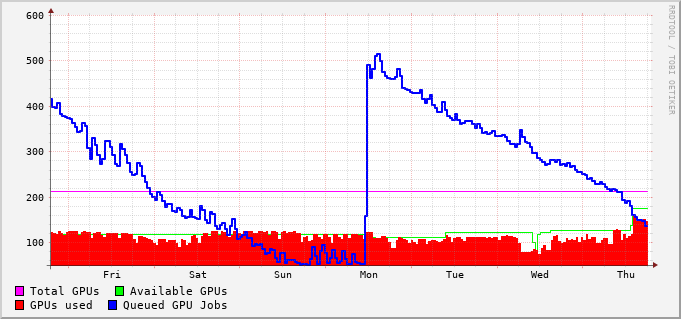 600
500
400
300
200
100
Fri Sat Sun Mon Tue Wed Thu
Total GPUs Available GPUs
GPUs used Queued GPU Jobs
RRDTOOL / TOBI OETIKER